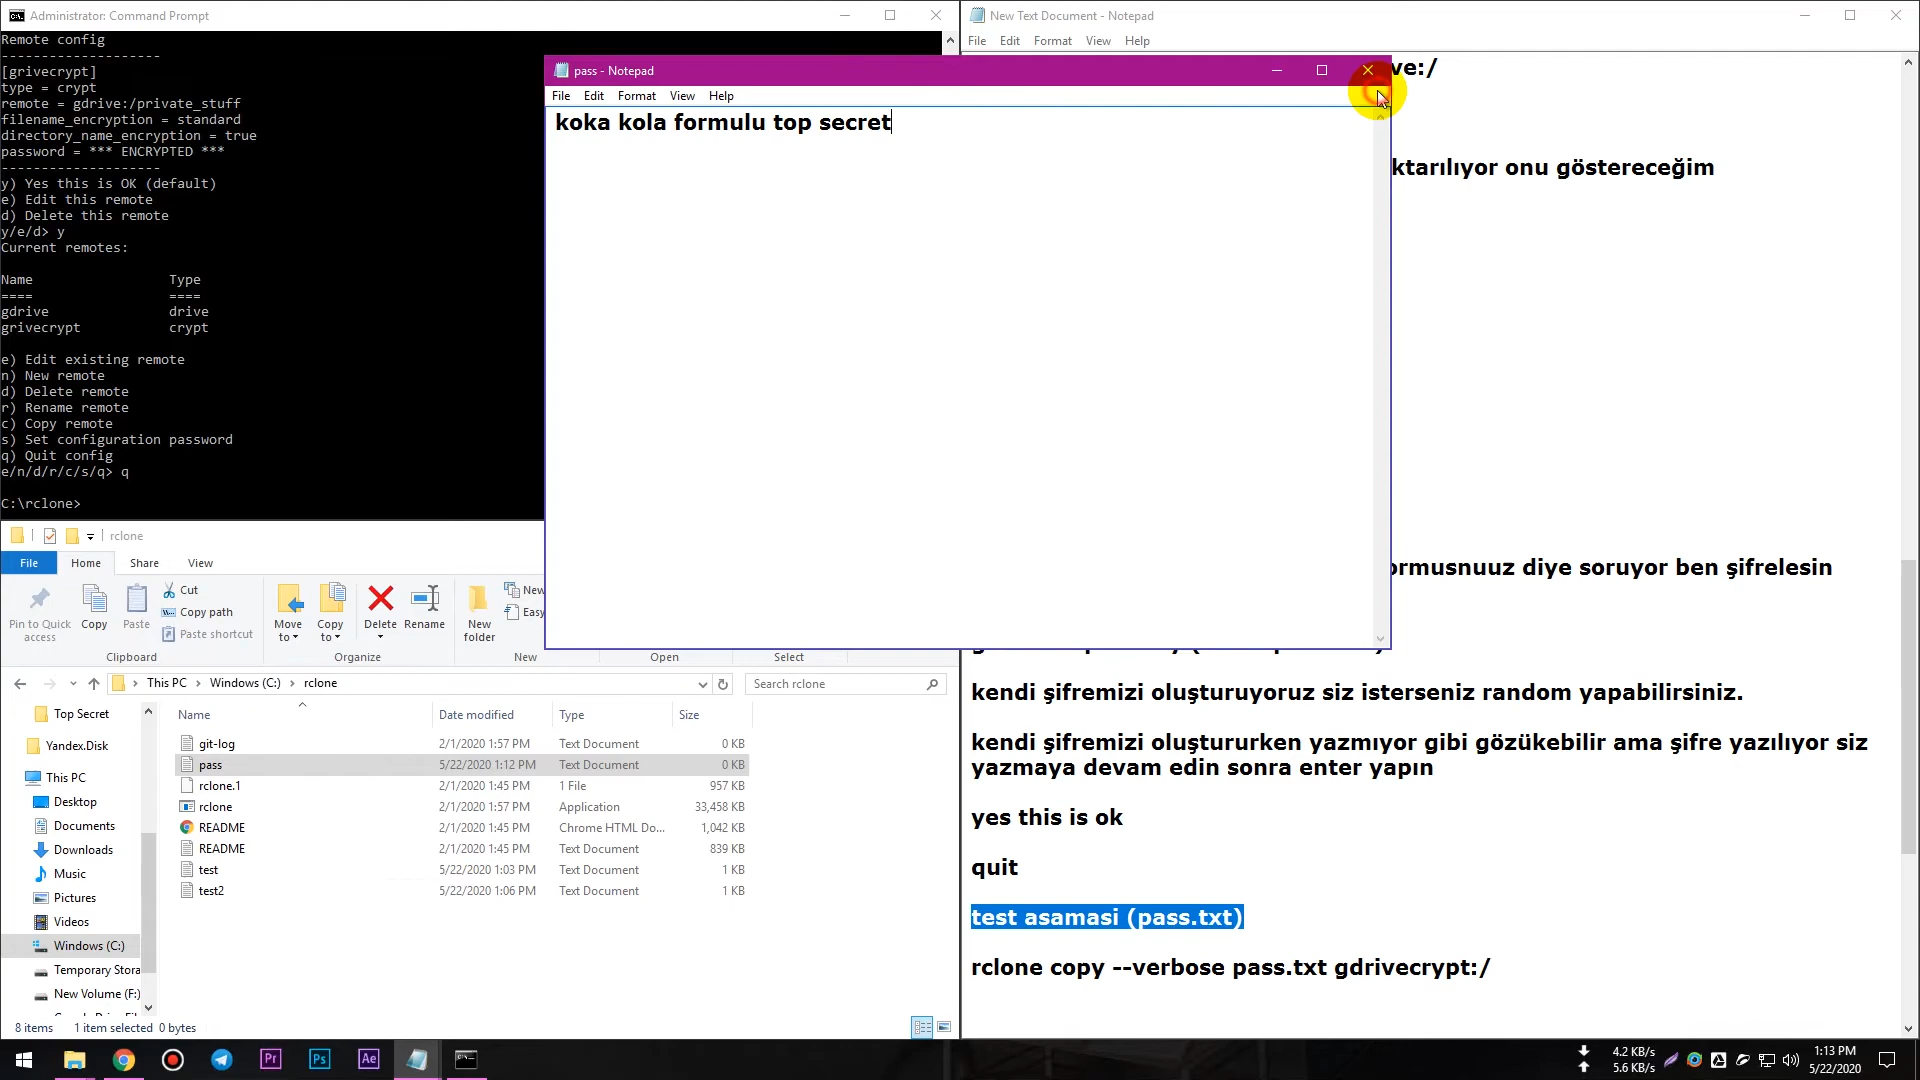 Administrator: Command Prompt
Remote config
--------------------
[grivecrypt]
type = crypt
remote = gdrive:/private_stuff
filename_encryption = standard
directory_name_encryption = true
password = *** ENCRYPTED ***
--------------------
y) Yes this is OK (default)
e) Edit this remote
d) Delete this remote
y/e/d> y
Current remotes:
Name Type
==== ====
gdrive drive
grivecrypt crypt
e) Edit existing remote
n) New remote
d) Delete remote
r) Rename remote
c) Copy remote
s) Set configuration password
q) Quit config
e/n/d/r/c/s/q> q
C:\rclone>
pass - Notepad
File Edit Format View Help
koka kola formulu top secret
New Text Document - Notepad
File Edit Format View Help
ve:/
ktarılıyor onu göstereceğim
ormusnuuz diye soruyor ben şifrelesin
kendi şifremizi oluşturuyoruz siz isterseniz random yapabilirsiniz.
kendi şifremizi oluştururken yazmıyor gibi gözükebilir ama şifre yazılıyor siz
yazmaya devam edin sonra enter yapın
yes this is ok
quit
test asamasi (pass.txt)
rclone copy --verbose pass.txt gdrivecrypt:/
rclone
File Home Share View
Pin to Quick access
Copy
Paste
Cut
Copy path
Paste shortcut
Clipboard
Move to
Copy to
Delete
Rename
Organize
New folder
New
Easy
New
Open
Select
This PC > Windows (C:) > rclone
Search rclone
Top Secret
Yandex.Disk
This PC
Desktop
Documents
Downloads
Music
Pictures
Videos
Windows (C:)
Temporary Stora
New Volume (F:)
Name Date modified Type Size
git-log 2/1/2020 1:57 PM Text Document 0 KB
pass 5/22/2020 1:12 PM Text Document 0 KB
rclone.1 2/1/2020 1:45 PM 1 File 957 KB
rclone 2/1/2020 1:57 PM Application 33,458 KB
README 2/1/2020 1:45 PM Chrome HTML Do... 1,042 KB
README 2/1/2020 1:45 PM Text Document 839 KB
test 5/22/2020 1:03 PM Text Document 1 KB
test2 5/22/2020 1:06 PM Text Document 1 KB
8 items 1 item selected 0 bytes
Pr Ps Ae
4.2 KB/s
5.6 KB/s
1:13 PM
5/22/2020